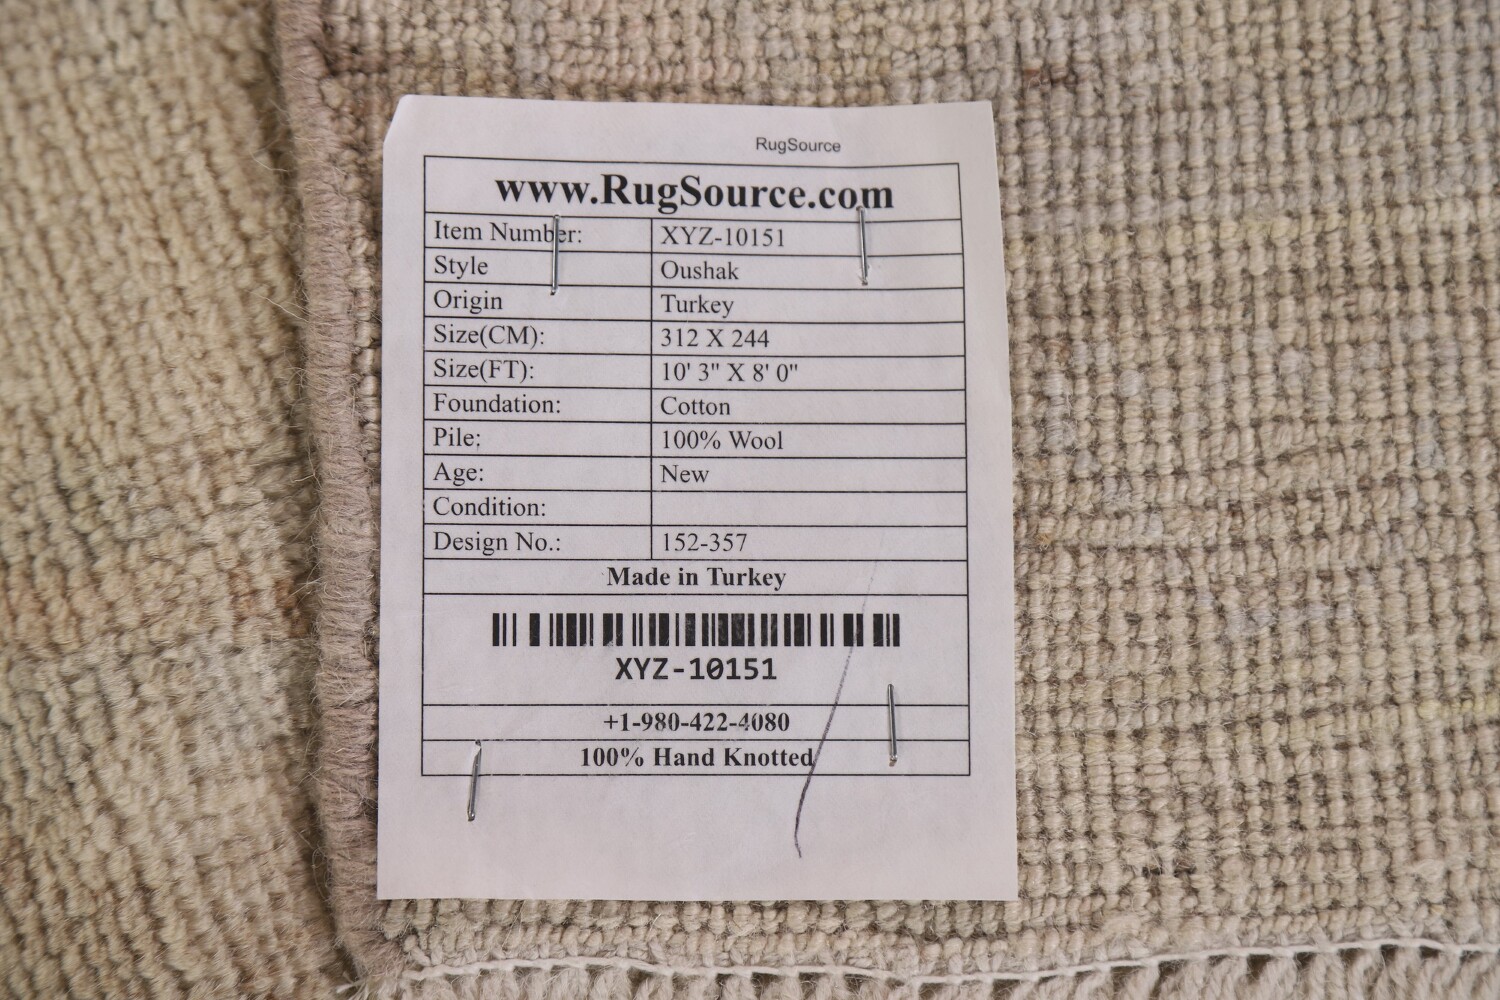 RugSource
www.RugSource.com
Item Number: XYZ-10151
Style Oushak
Origin Turkey
Size(CM): 312 X 244
Size(FT): 10' 3" X 8' 0"
Foundation: Cotton
Pile: 100% Wool
Age: New
Condition:
Design No.: 152-357
Made in Turkey
XYZ-10151
+1-980-422-4080
100% Hand Knotted